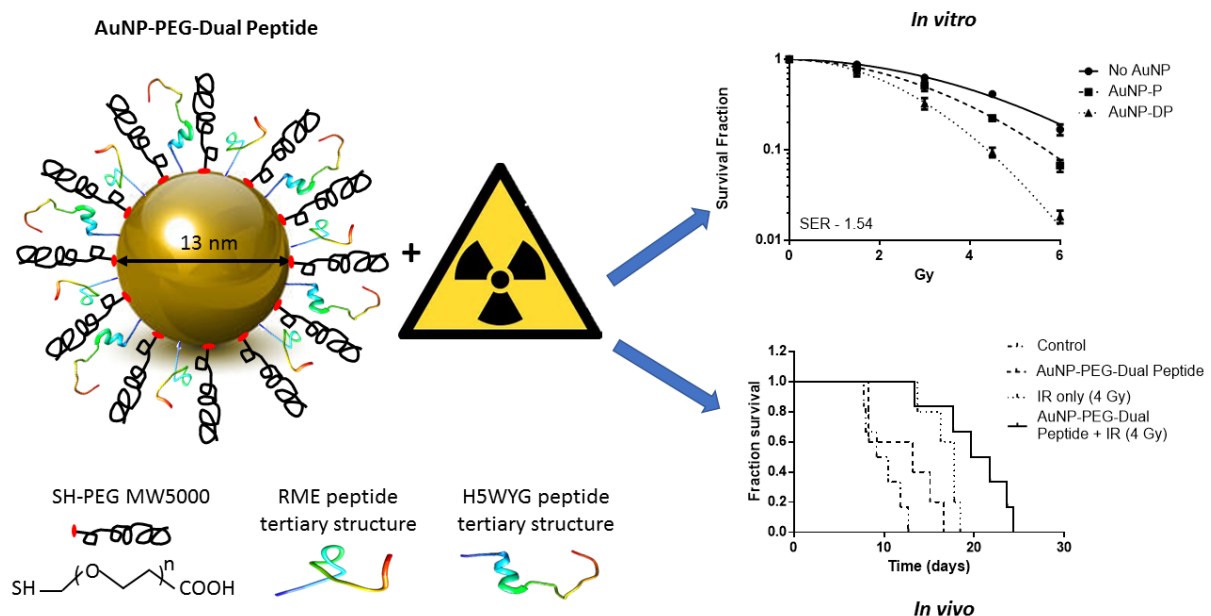 AuNP-PEG-Dual Peptide
13 nm
+
SH-PEG MW5000
RME peptide
tertiary structure
H5WYG peptide
tertiary structure
SH
O
n
COOH
In vitro
Survival Fraction
1
0.1
0.01
SER - 1.54
0
2
4
6
Gy
No AuNP
AuNP-P
AuNP-DP
Fraction survival
1.0
0.8
0.6
0.4
0.2
0.0
0
10
20
30
Time (days)
Control
AuNP-PEG-Dual Peptide
IR only (4 Gy)
AuNP-PEG-Dual
Peptide + IR (4 Gy)
In vivo